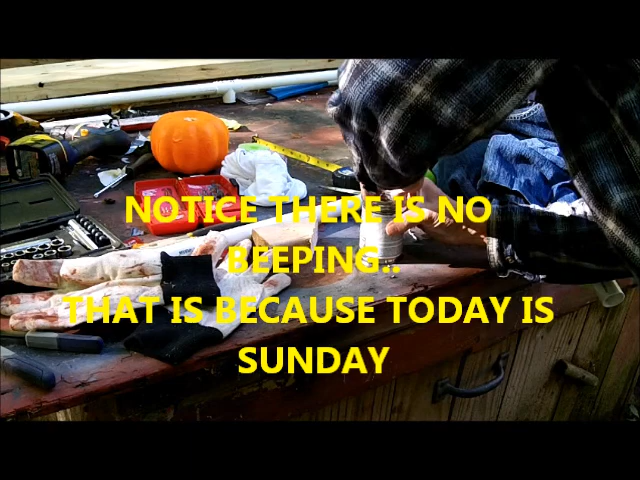 NOTICE THERE IS NO
BEEPING..
THAT IS BECAUSE TODAY IS
SUNDAY